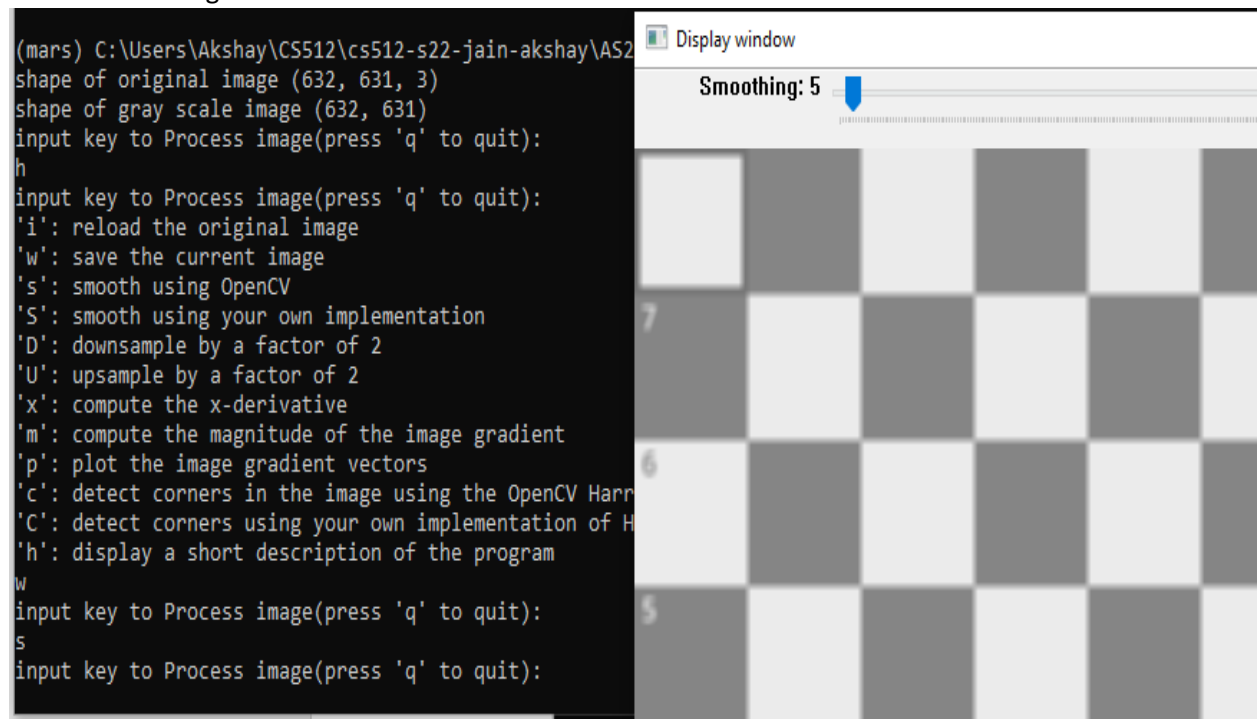 (mars) C:\Users\Akshay\CS512\cs512-s22-jain-akshay\AS2
shape of original image (632, 631, 3)
shape of gray scale image (632, 631)
input key to Process image(press 'q' to quit):
h
input key to Process image(press 'q' to quit):
'i': reload the original image
'w': save the current image
's': smooth using OpenCV
'S': smooth using your own implementation
'D': downsample by a factor of 2
'U': upsample by a factor of 2
'x': compute the x-derivative
'm': compute the magnitude of the image gradient
'p': plot the image gradient vectors
'c': detect corners in the image using the OpenCV Harr
'C': detect corners using your own implementation of H
'h': display a short description of the program
w
input key to Process image(press 'q' to quit):
s
input key to Process image(press 'q' to quit):
Display window
Smoothing: 5
7
6
5